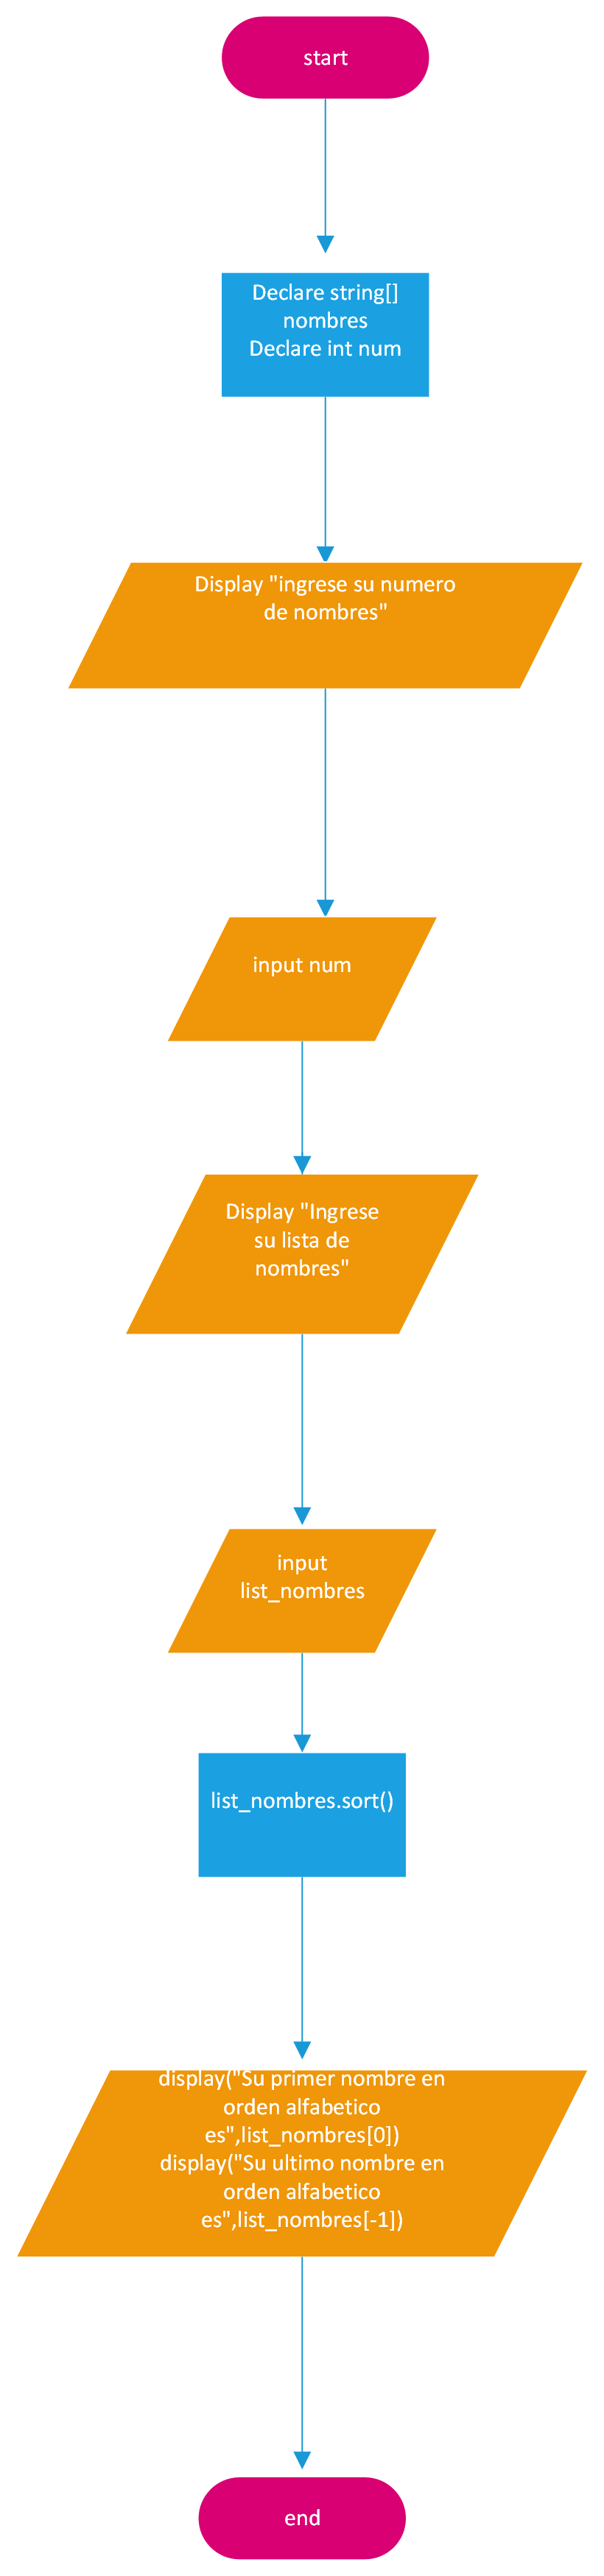 start
Declare string[]
nombres
Declare int num
Display "ingrese su numero
de nombres"
input num
Display "Ingrese
su lista de
nombres"
input
list_nombres
list_nombres.sort()
display("Su primer nombre en
orden alfabetico
es",list_nombres[0])
display("Su ultimo nombre en
orden alfabetico
es",list_nombres[-1])
end